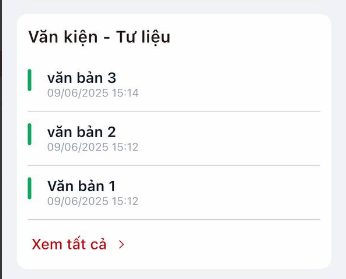 Văn kiện - Tư liệu
văn bản 3
09/06/2025 15:14
văn bản 2
09/06/2025 15:12
Văn bản 1
09/06/2025 15:12
Xem tất cả